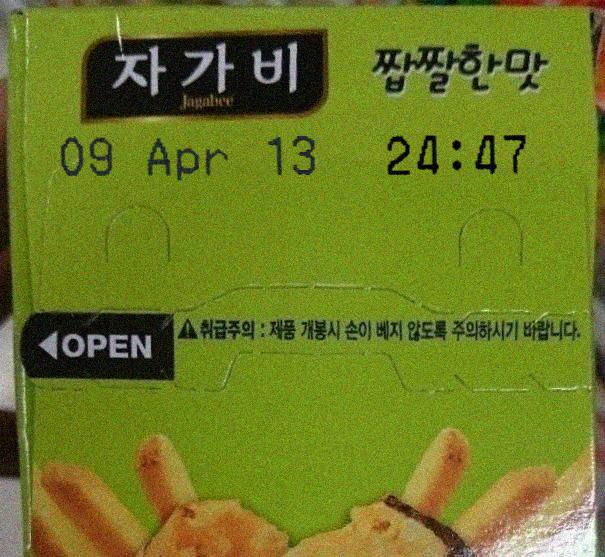 자가비 짭짤한맛
Jagabee
09 Apr 13 24:47
OPEN ⚠취급주의 : 제품 개봉시 손이 베지 않도록 주의하시기 바랍니다.